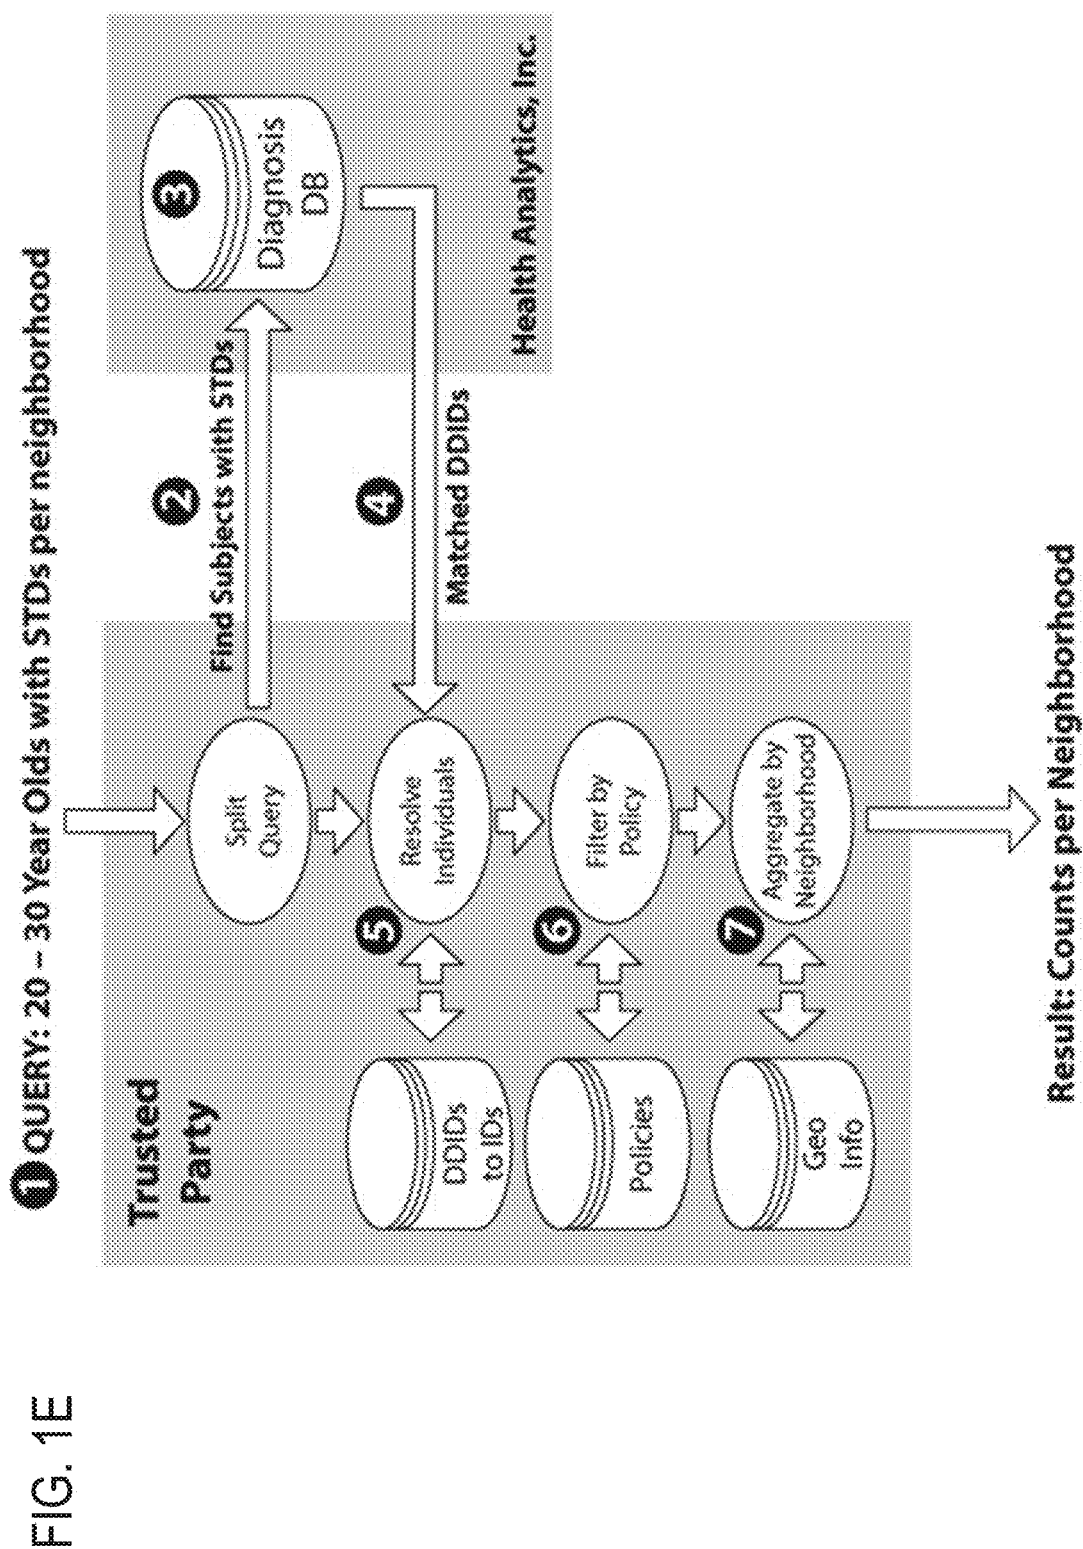 FIG. 1E
1 QUERY: 20 – 30 Year Olds with STDs per neighborhood
Trusted
Party
Split
Query
2
Find Subjects with STDs
3
Diagnosis
DB
Health Analytics, Inc.
4
Matched DDIDs
5
Resolve
Individuals
DDIDs
to IDs
6
Filter by
Policy
Policies
7
Aggregate by
Neighborhood
Geo
Info
Result: Counts per Neighborhood